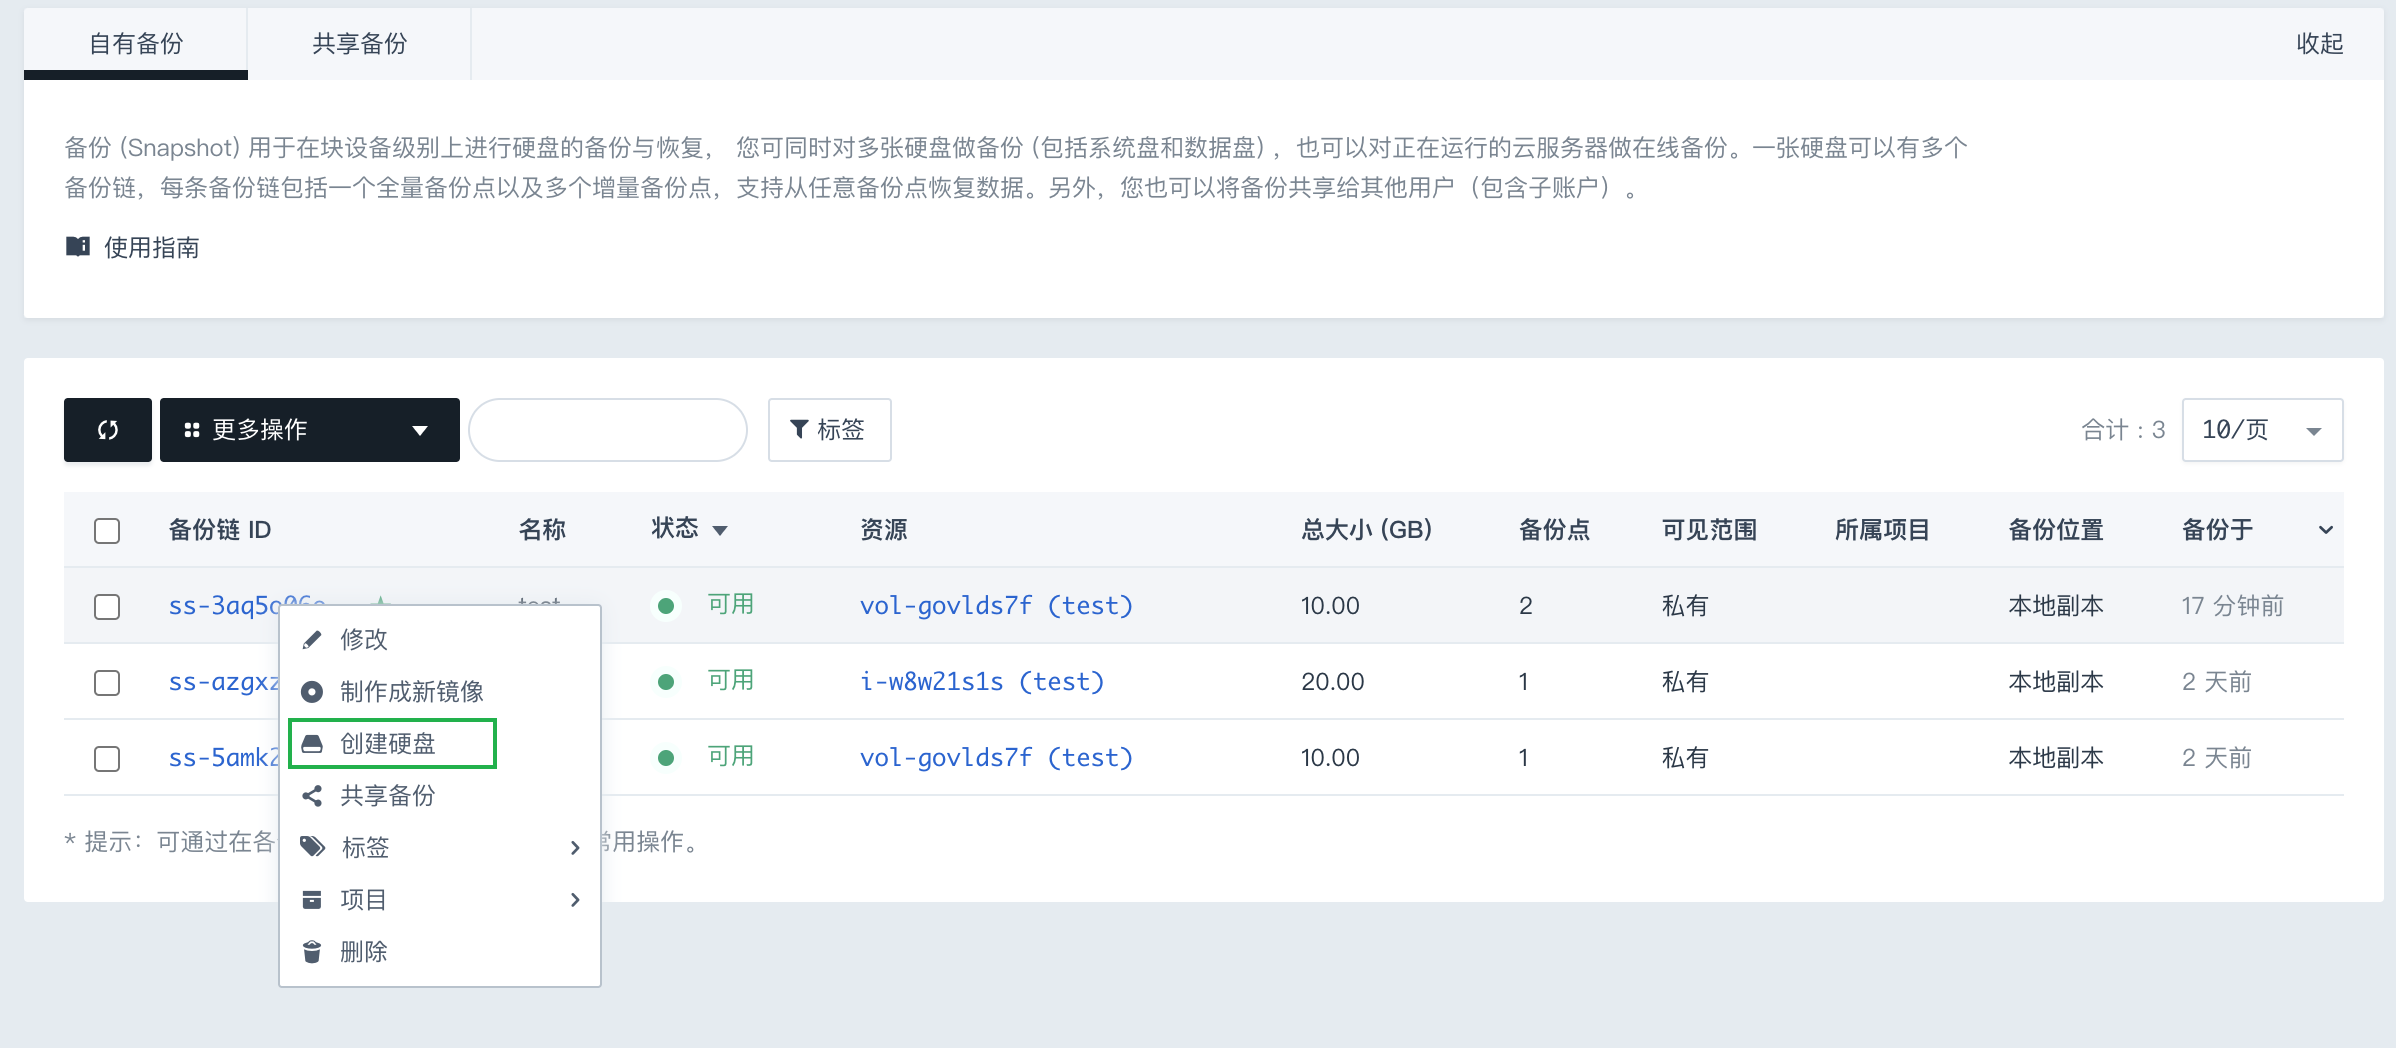 自有备份
共享备份
收起
备份 (Snapshot) 用于在块设备级别上进行硬盘的备份与恢复， 您可同时对多张硬盘做备份 (包括系统盘和数据盘) ，也可以对正在运行的云服务器做在线备份。一张硬盘可以有多个
备份链，每条备份链包括一个全量备份点以及多个增量备份点，支持从任意备份点恢复数据。另外，您也可以将备份共享给其他用户（包含子账户）。
使用指南
更多操作
标签
合计：3
10/页
备份链 ID 名称 状态 资源 总大小 (GB) 备份点 可见范围 所属项目 备份位置 备份于
ss-3aq5 test 可用 vol-govlds7f (test) 10.00 2 私有 本地副本 17 分钟前
ss-azgx 可用 i-w8w21s1s (test) 20.00 1 私有 本地副本 2 天前
ss-5amk 可用 vol-govlds7f (test) 10.00 1 私有 本地副本 2 天前
修改
制作成新镜像
创建硬盘
共享备份
标签
项目
删除
* 提示：可通过在各
常用操作。